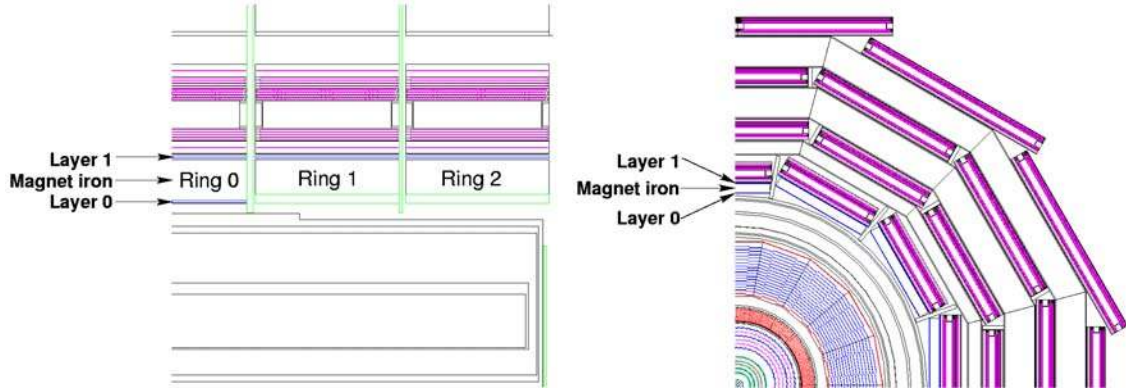 Layer 1
Magnet iron
Layer 0
Ring 0
Ring 1
Ring 2
Layer 1
Magnet iron
Layer 0